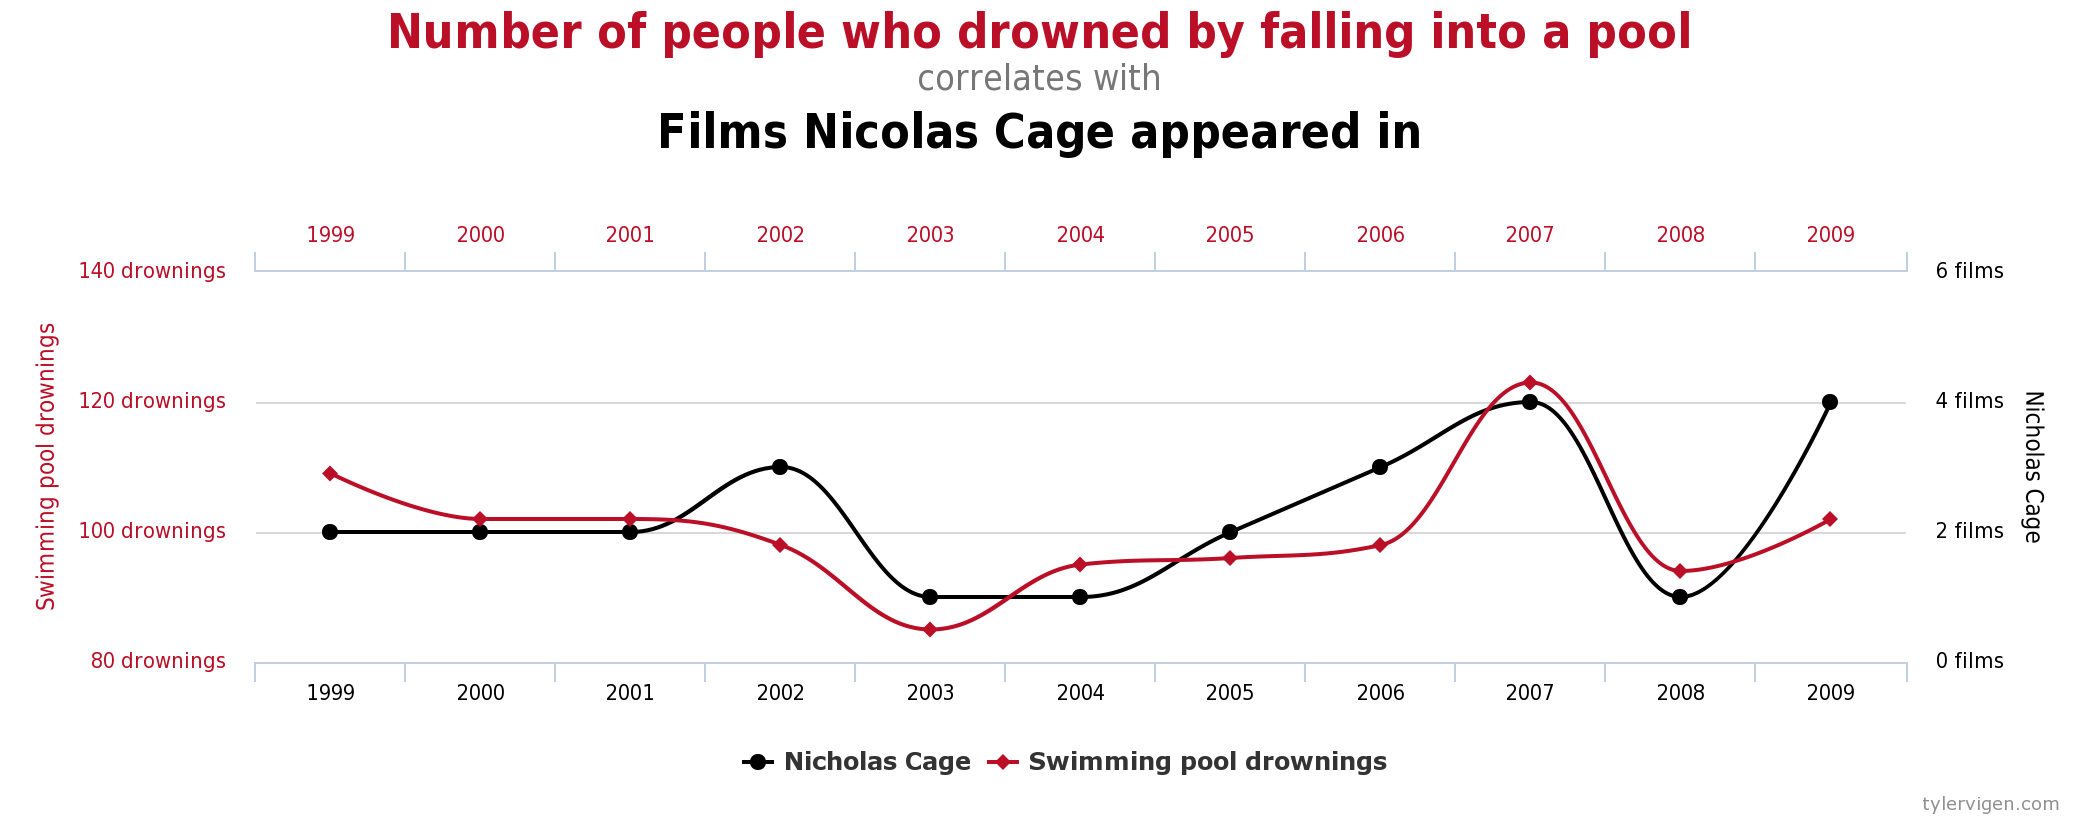 Number of people who drowned by falling into a pool
correlates with
Films Nicolas Cage appeared in
1999 2000 2001 2002 2003 2004 2005 2006 2007 2008 2009
140 drownings 6 films
Swimming pool drownings
120 drownings 4 films
Nicholas Cage
100 drownings 2 films
80 drownings 0 films
1999 2000 2001 2002 2003 2004 2005 2006 2007 2008 2009
Nicholas Cage Swimming pool drownings
tylervigen.com